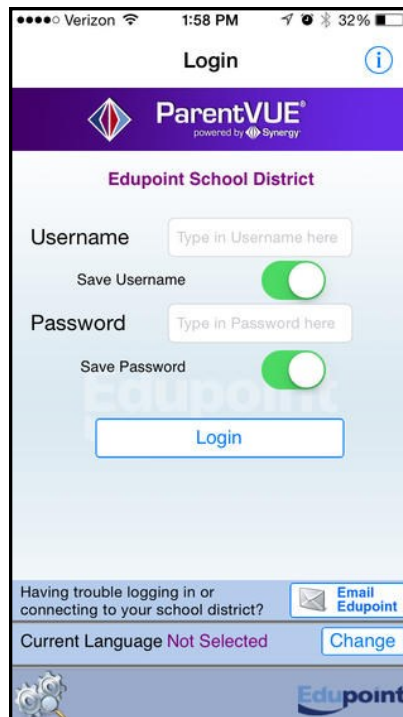 Verizon 1:58 PM 32%
Login
ParentVUE®
powered by Synergy
Edupoint School District
Username Type in Username here
Save Username
Password Type in Password here
Save Password
Edupoint
Login
Having trouble logging in or
connecting to your school district?
Email
Edupoint
Current Language Not Selected Change
Edupoint